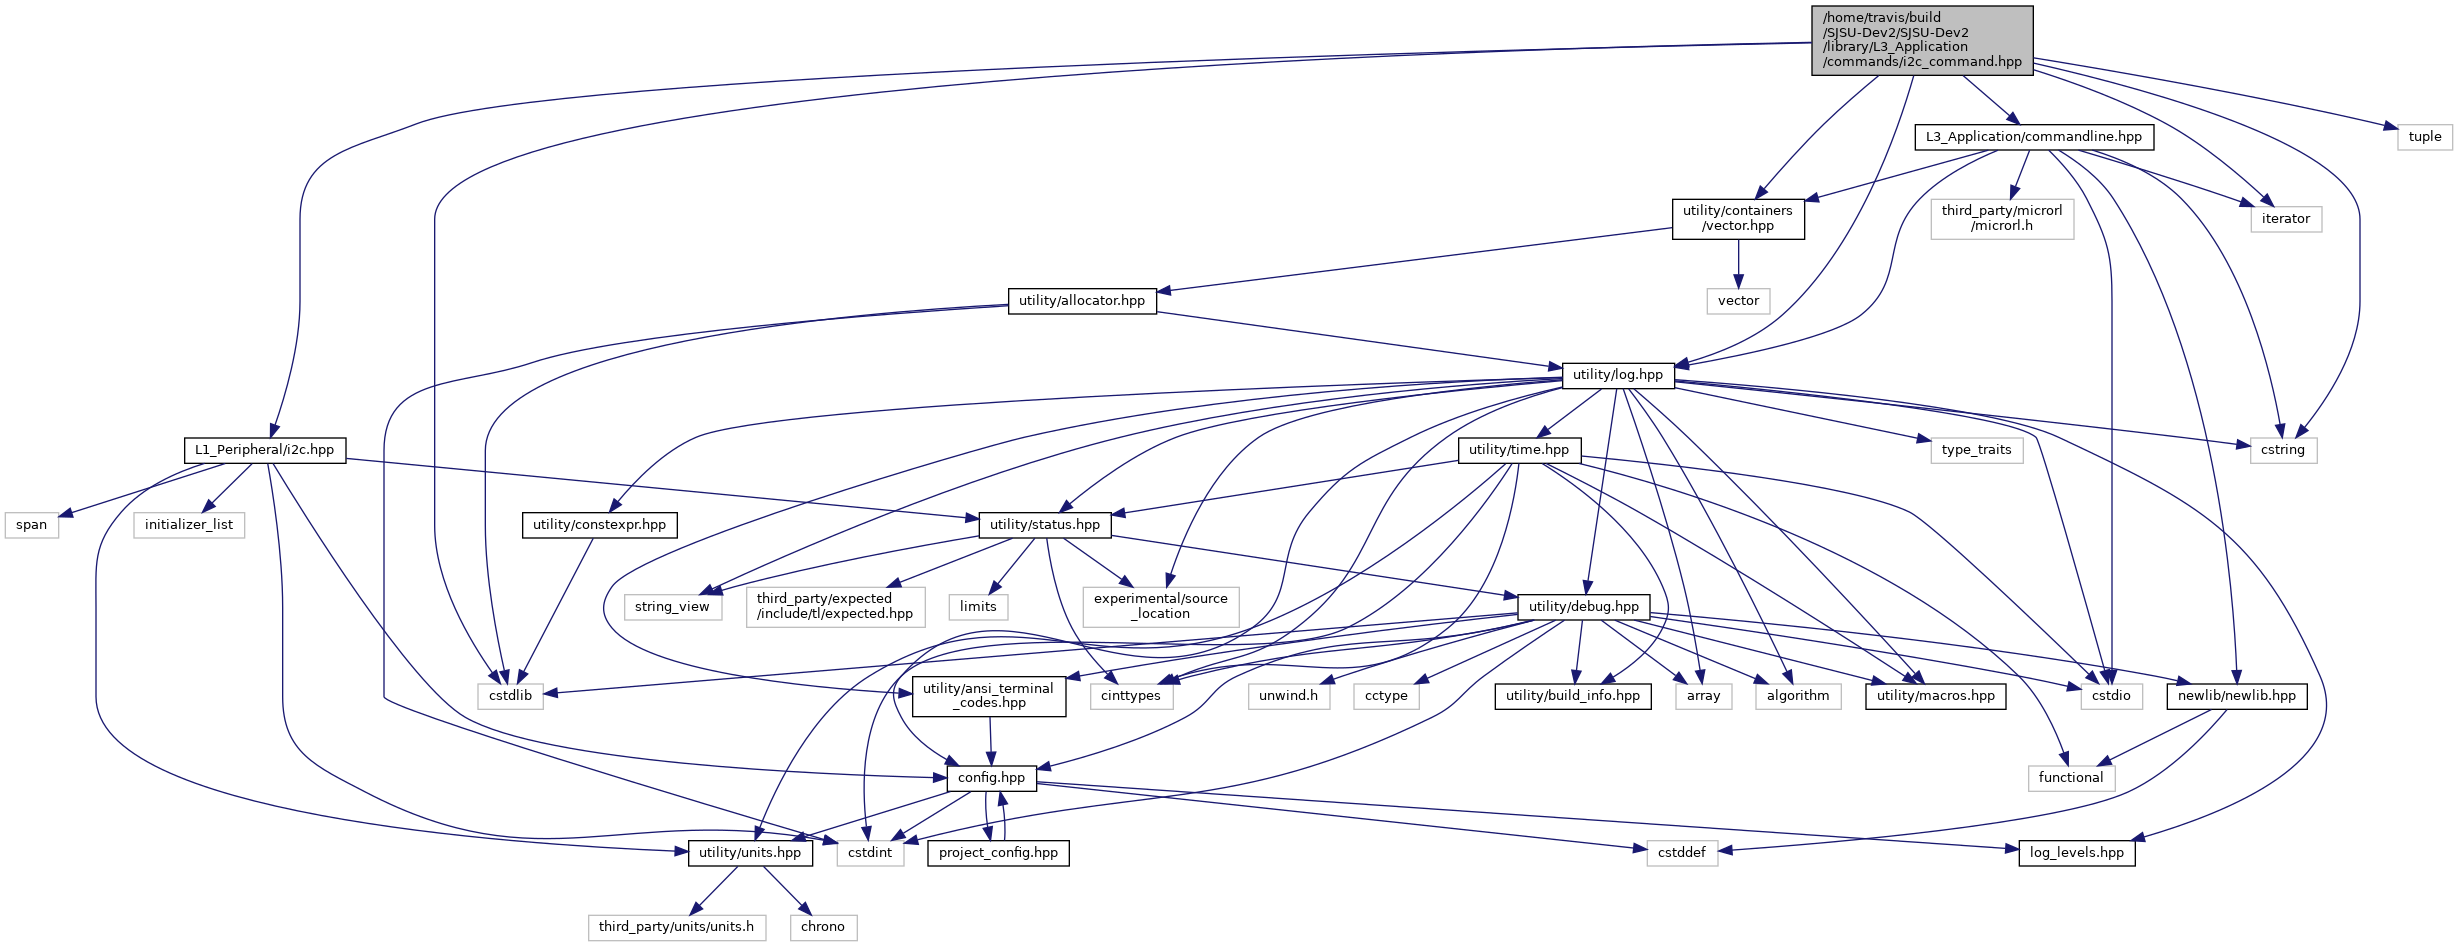 /home/travis/build
/SJSU-Dev2/SJSU-Dev2
/library/L3_Application
/commands/i2c_command.hpp
L3_Application/commandline.hpp
tuple
utility/containers
/vector.hpp
third_party/microrl
/microrl.h
iterator
utility/allocator.hpp
vector
utility/log.hpp
L1_Peripheral/i2c.hpp
utility/time.hpp
type_traits
cstring
span
initializer_list
utility/constexpr.hpp
utility/status.hpp
string_view
third_party/expected
/include/tl/expected.hpp
limits
experimental/source
_location
utility/debug.hpp
cstdlib
utility/ansi_terminal
_codes.hpp
cinttypes
unwind.h
cctype
utility/build_info.hpp
array
algorithm
utility/macros.hpp
cstdio
newlib/newlib.hpp
config.hpp
functional
utility/units.hpp
cstdint
project_config.hpp
cstddef
log_levels.hpp
third_party/units/units.h
chrono